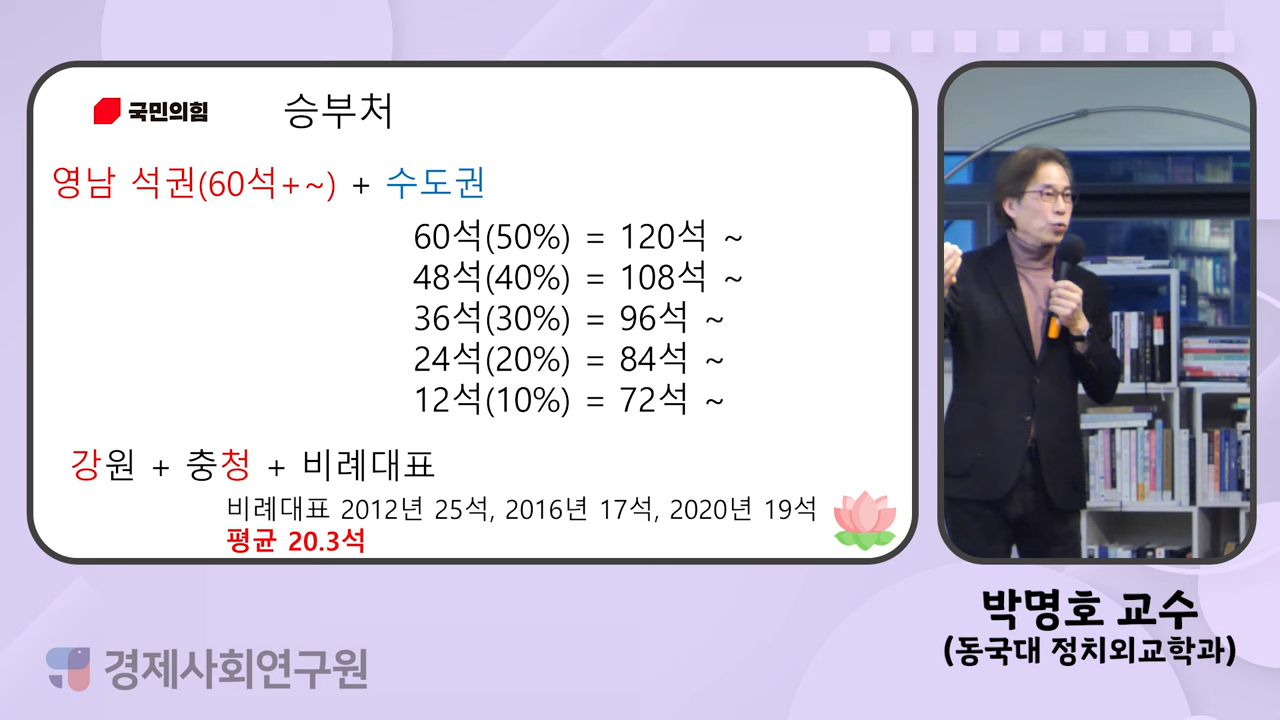 국민의힘
승부처
영남 석권(60석+~) + 수도권
60석(50%) = 120석 ~
48석(40%) = 108석 ~
36석(30%) = 96석 ~
24석(20%) = 84석 ~
12석(10%) = 72석 ~
강원 + 충청 + 비례대표
비례대표 2012년 25석, 2016년 17석, 2020년 19석
평균 20.3석
박명호 교수
(동국대 정치외교학과)
경제사회연구원